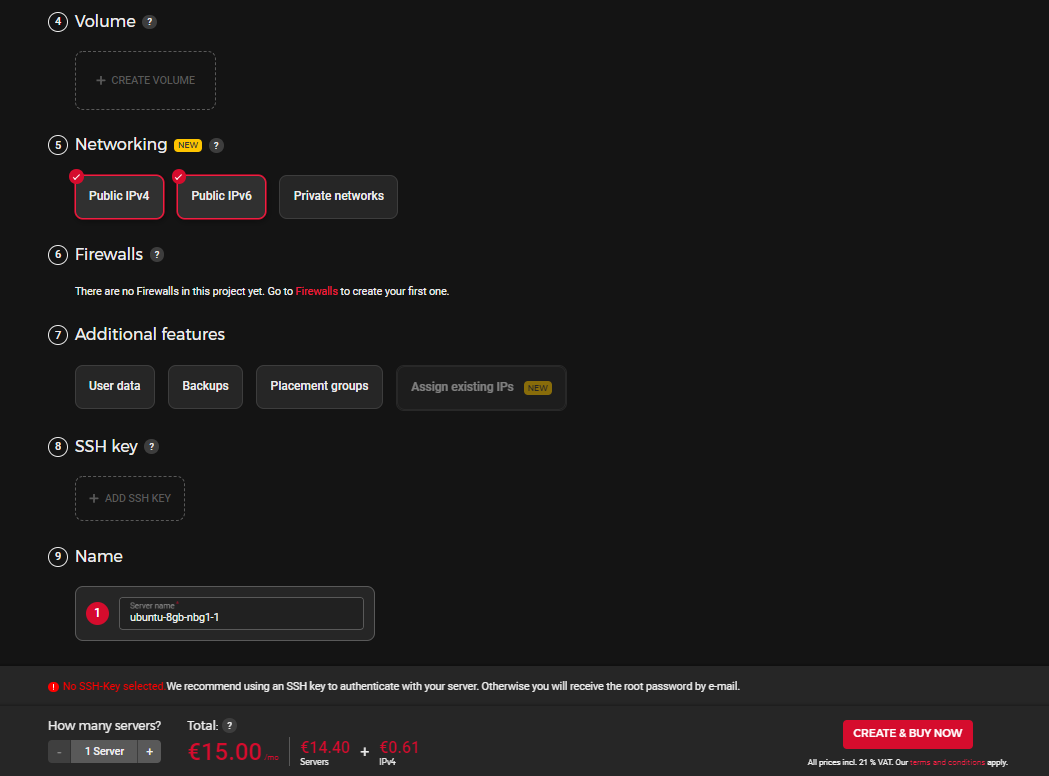 4 Volume ?
+ CREATE VOLUME
5 Networking NEW ?
Public IPv4 Public IPv6 Private networks
6 Firewalls ?
There are no Firewalls in this project yet. Go to Firewalls to create your first one.
7 Additional features
User data Backups Placement groups Assign existing IPs NEW
8 SSH key ?
+ ADD SSH KEY
9 Name
Server name *
1 ubuntu-8gb-nbg1-1
! No SSH-Key selected. We recommend using an SSH key to authenticate with your server. Otherwise you will receive the root password by e-mail.
How many servers? Total: ?
- 1 Server + €15.00 /mo €14.40 + €0.61 CREATE & BUY NOW
Servers IPv4
All prices incl. 21 % VAT. Our terms and conditions apply.